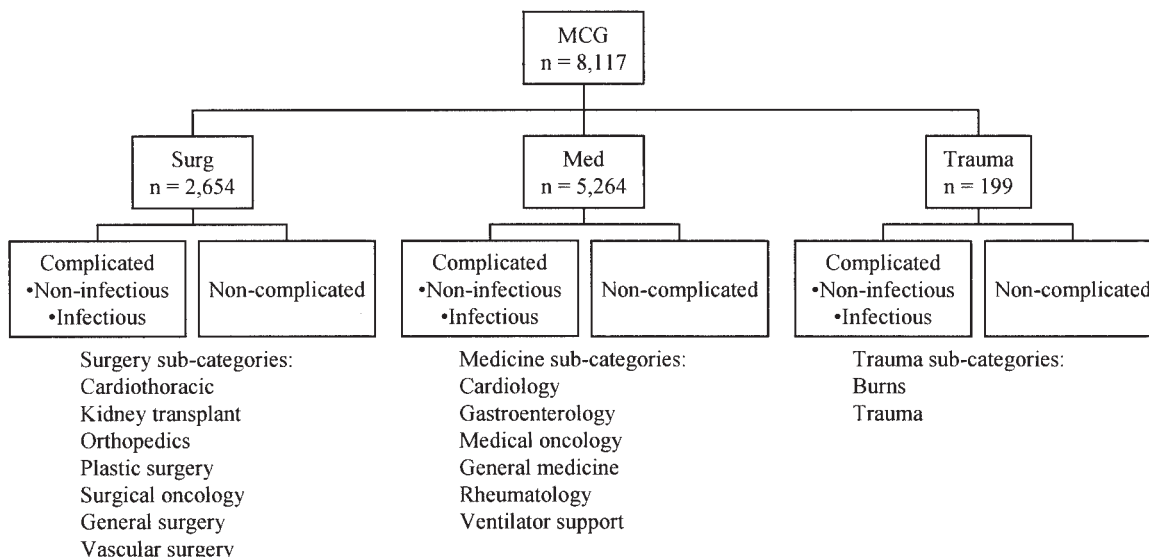 MCG
n = 8,117
Surg
n = 2,654
Med
n = 5,264
Trauma
n = 199
Complicated
•Non-infectious
•Infectious
Non-complicated
Complicated
•Non-infectious
•Infectious
Non-complicated
Complicated
•Non-infectious
•Infectious
Non-complicated
Surgery sub-categories:
Cardiothoracic
Kidney transplant
Orthopedics
Plastic surgery
Surgical oncology
General surgery
Vascular surgery
Medicine sub-categories:
Cardiology
Gastroenterology
Medical oncology
General medicine
Rheumatology
Ventilator support
Trauma sub-categories:
Burns
Trauma